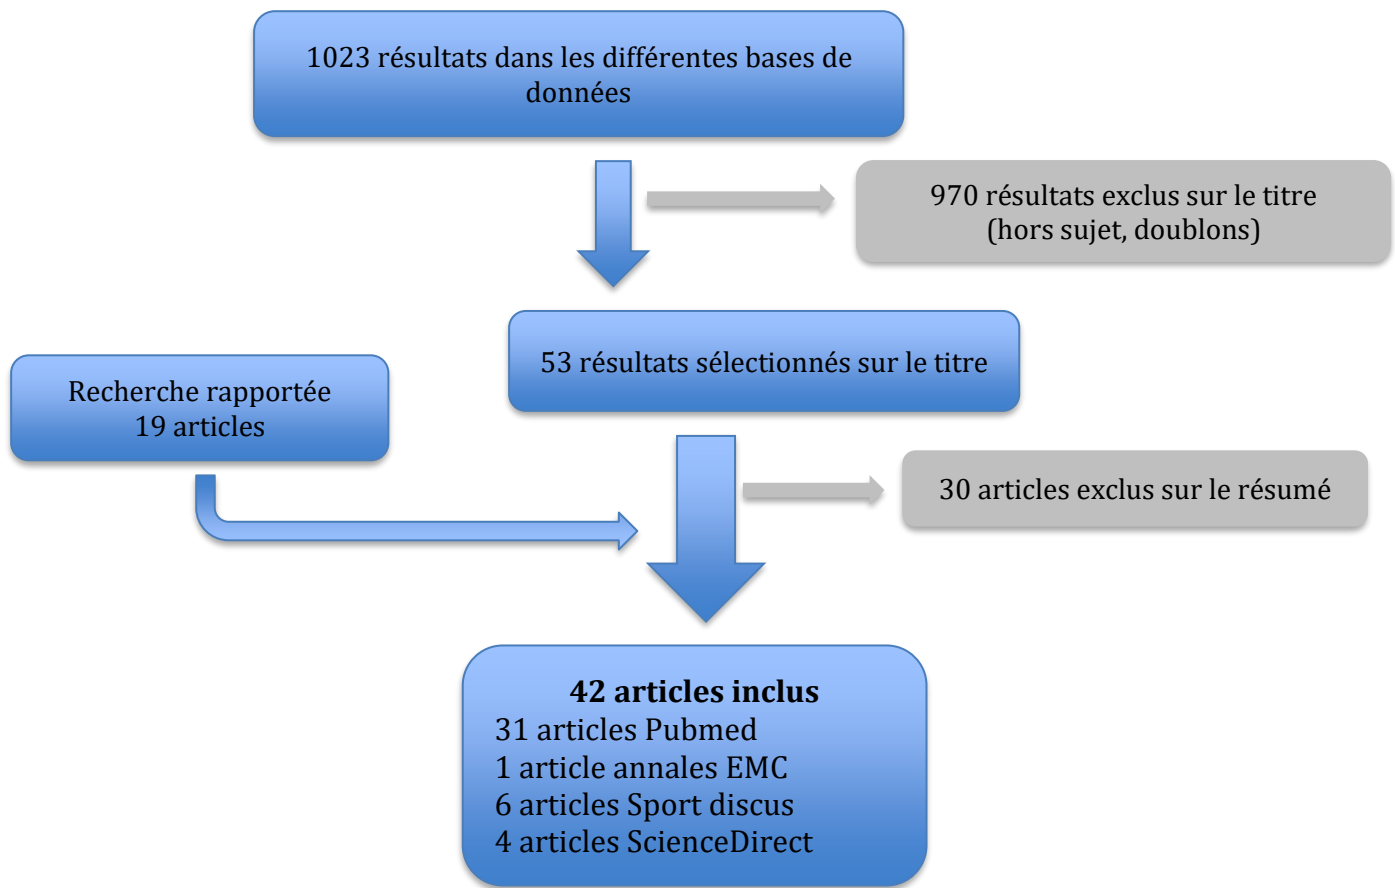 1023 résultats dans les différentes bases de
données
970 résultats exclus sur le titre
(hors sujet, doublons)
53 résultats sélectionnés sur le titre
Recherche rapportée
19 articles
30 articles exclus sur le résumé
42 articles inclus
31 articles Pubmed
1 article annales EMC
6 articles Sport discus
4 articles ScienceDirect